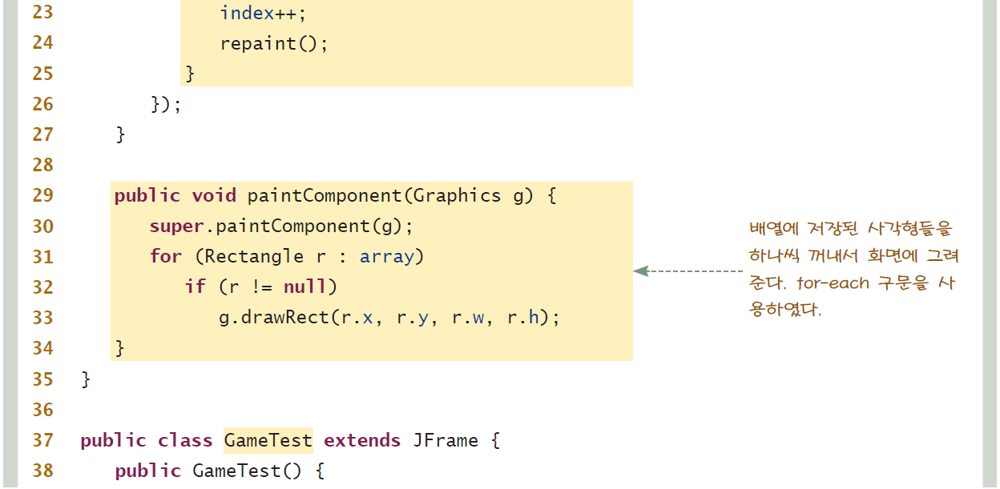 23 index++;
24 repaint();
25 }
26 });
27 }
28
29 public void paintComponent(Graphics g) {
30 super.paintComponent(g);
31 for (Rectangle r : array)
32 if (r != null)
33 g.drawRect(r.x, r.y, r.w, r.h);
34 }
35 }
36
37 public class GameTest extends JFrame {
38 public GameTest() {
배열에 저장된 사각형들을
하나씩 꺼내서 화면에 그려
준다. for-each 구문을 사
용하였다.